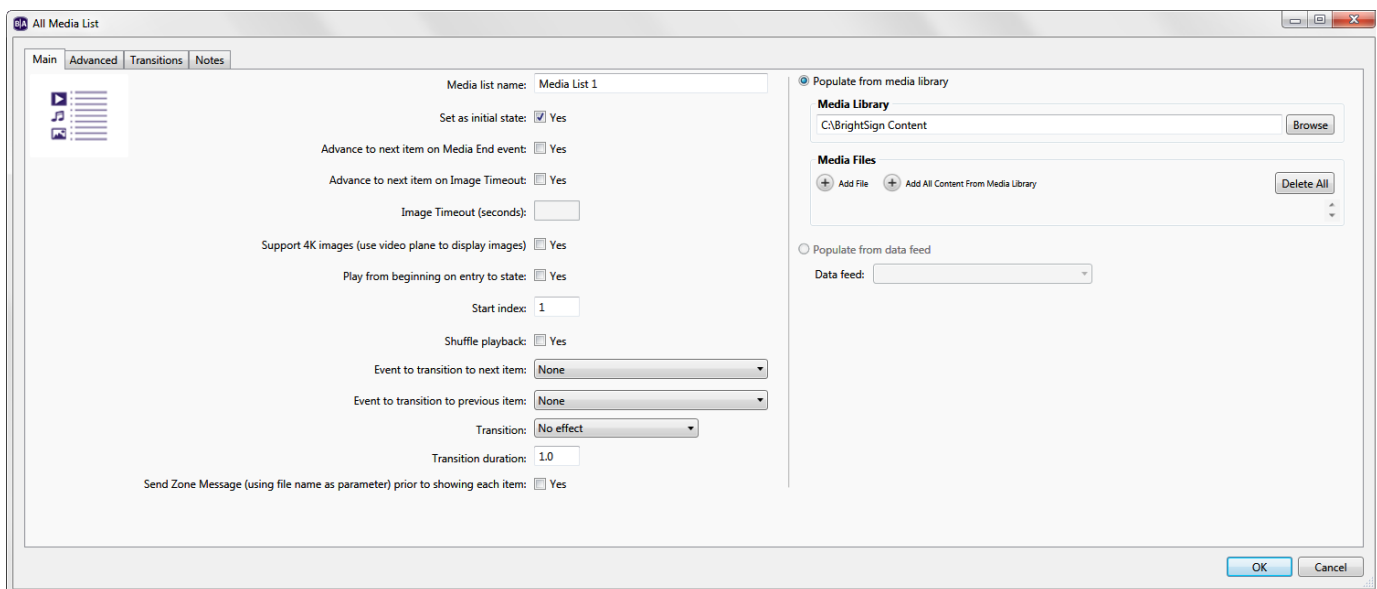 B|A All Media List
Main Advanced Transitions Notes
Media list name: Media List 1
Set as initial state: Yes
Advance to next item on Media End event: Yes
Advance to next item on Image Timeout: Yes
Image Timeout (seconds):
Support 4K images (use video plane to display images) Yes
Play from beginning on entry to state: Yes
Start index: 1
Shuffle playback: Yes
Event to transition to next item: None
Event to transition to previous item: None
Transition: No effect
Transition duration: 1.0
Send Zone Message (using file name as parameter) prior to showing each item: Yes
Populate from media library
Media Library
C:\BrightSign Content Browse
Media Files
Add File Add All Content From Media Library Delete All
Populate from data feed
Data feed:
OK Cancel